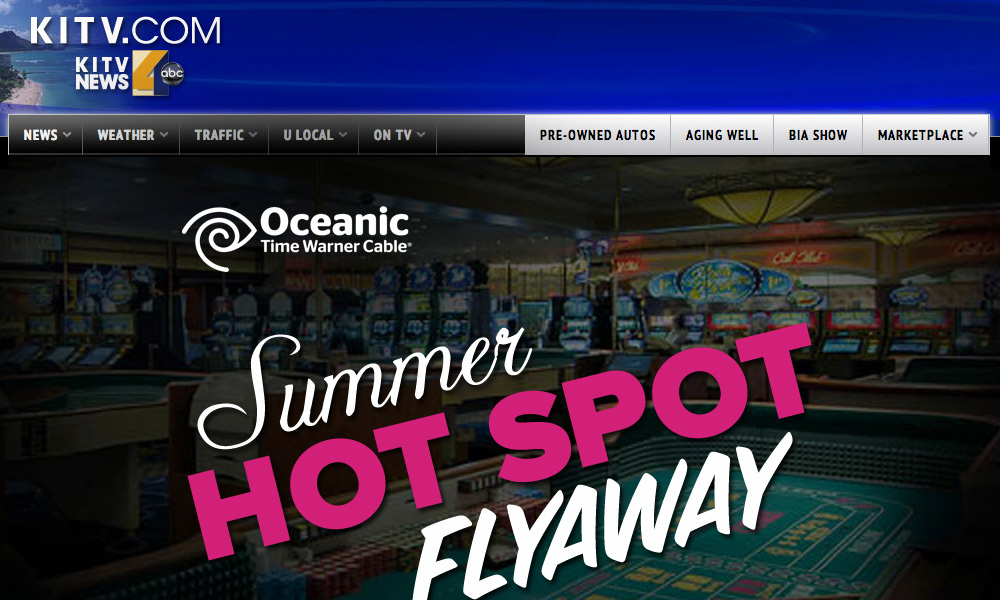 KITV.COM
KITV
NEWS 4 abc
NEWS WEATHER TRAFFIC U LOCAL ON TV PRE-OWNED AUTOS AGING WELL BIA SHOW MARKETPLACE
Oceanic
Time Warner Cable®
Summer
HOT SPOT
FLYAWAY